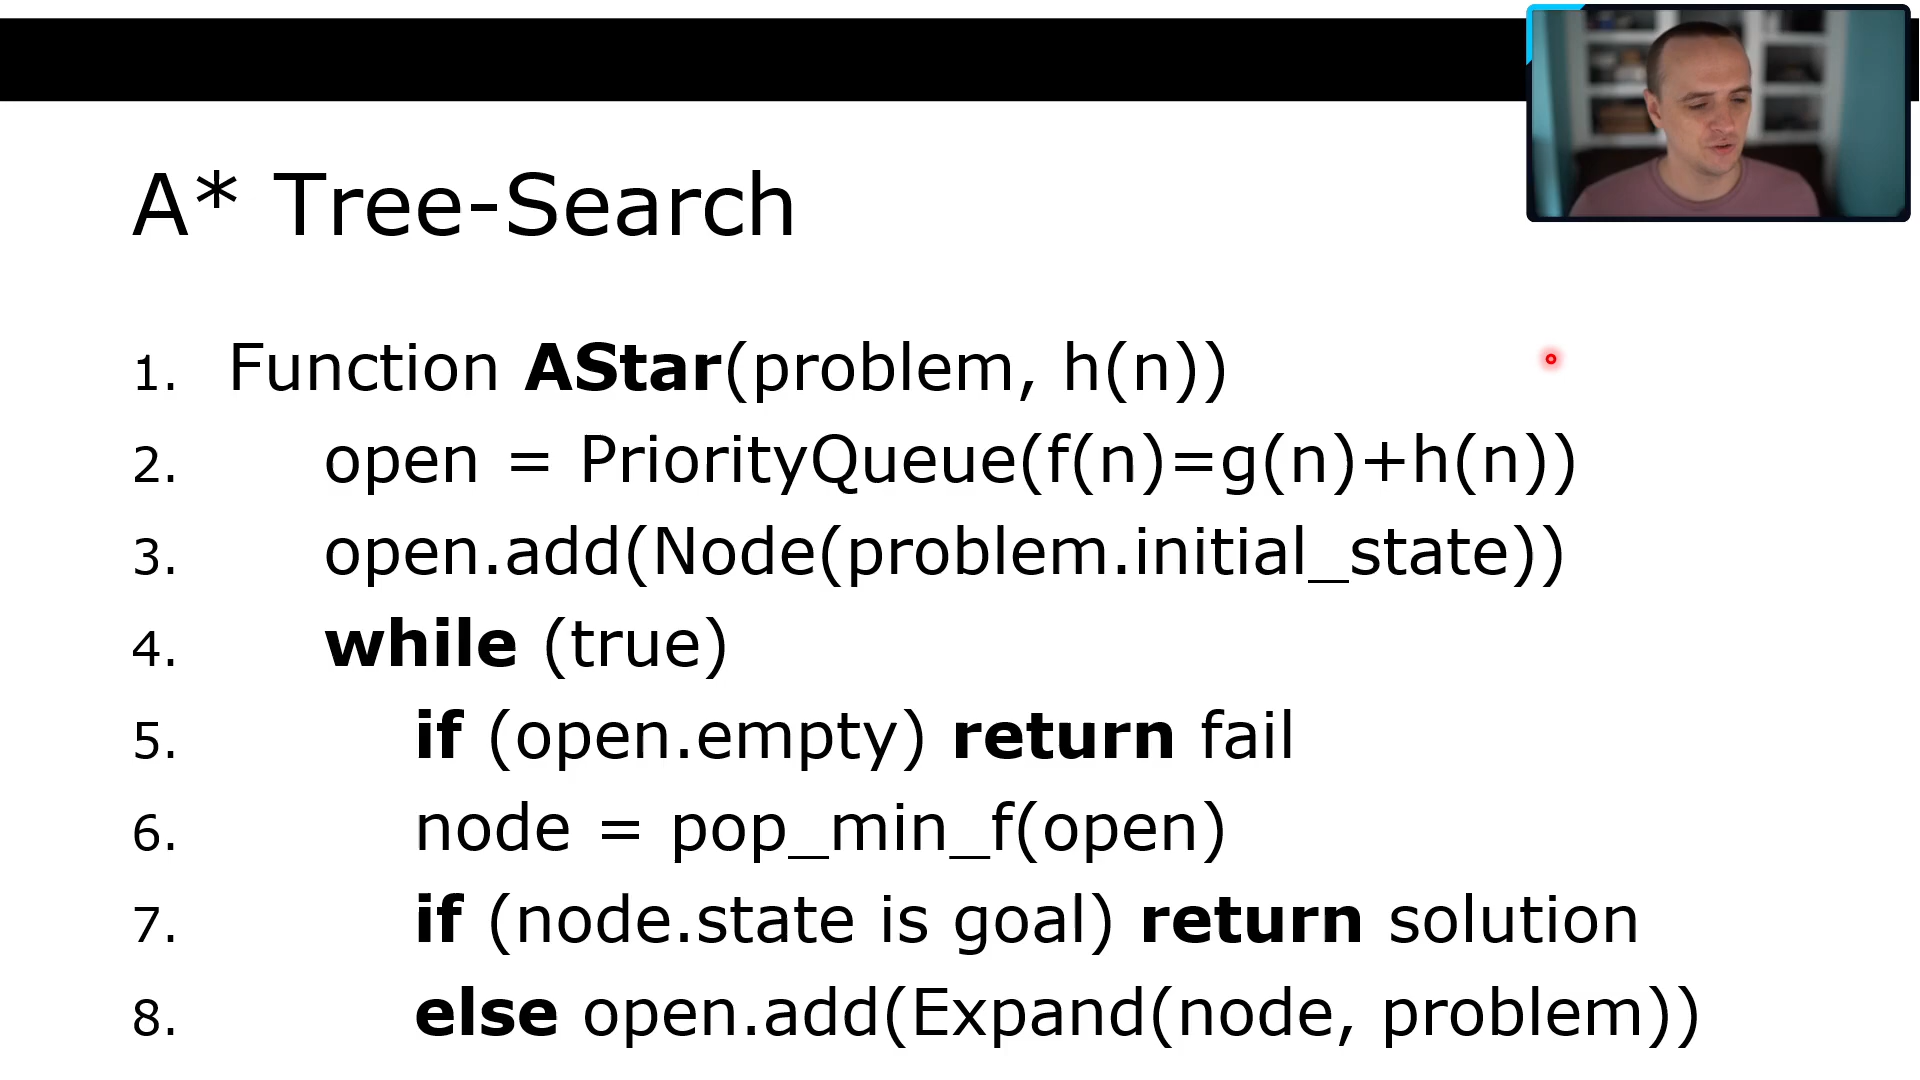 A* Tree-Search
1. Function AStar(problem, h(n))
2. open = PriorityQueue(f(n)=g(n)+h(n))
3. open.add(Node(problem.initial_state))
4. while (true)
5. if (open.empty) return fail
6. node = pop_min_f(open)
7. if (node.state is goal) return solution
8. else open.add(Expand(node, problem))